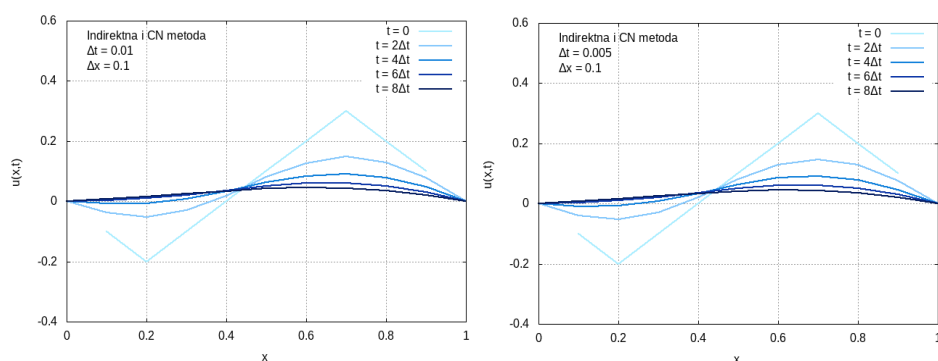 0.6
0.4
0.2
0
-0.2
-0.4
0
0.2
0.4
0.6
0.8
1
u(x,t)
x
Indirektna i CN metoda
Δt = 0.01
Δx = 0.1
t = 0
t = 2Δt
t = 4Δt
t = 6Δt
t = 8Δt
0.6
0.4
0.2
0
-0.2
-0.4
0
0.2
0.4
0.6
0.8
1
u(x,t)
x
Indirektna i CN metoda
Δt = 0.005
Δx = 0.1
t = 0
t = 2Δt
t = 4Δt
t = 6Δt
t = 8Δt